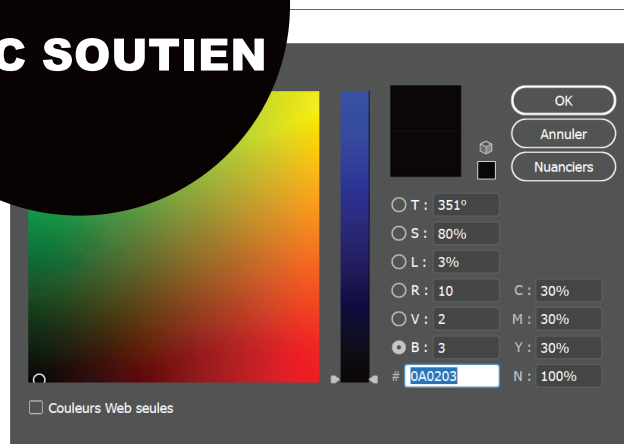 C SOUTIEN
OK
Annuler
Nuanciers
T : 351°
S : 80%
L : 3%
R : 10 C : 30%
V : 2 M : 30%
B : 3 Y : 30%
# 0A0203 N : 100%
Couleurs Web seules